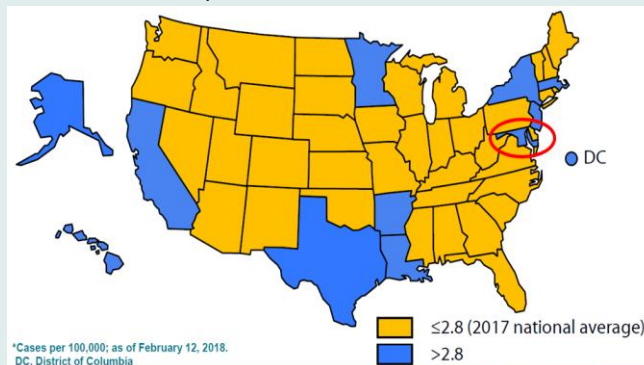 DC
≤2.8 (2017 national average)
>2.8
*Cases per 100,000; as of February 12, 2018.
DC, District of Columbia